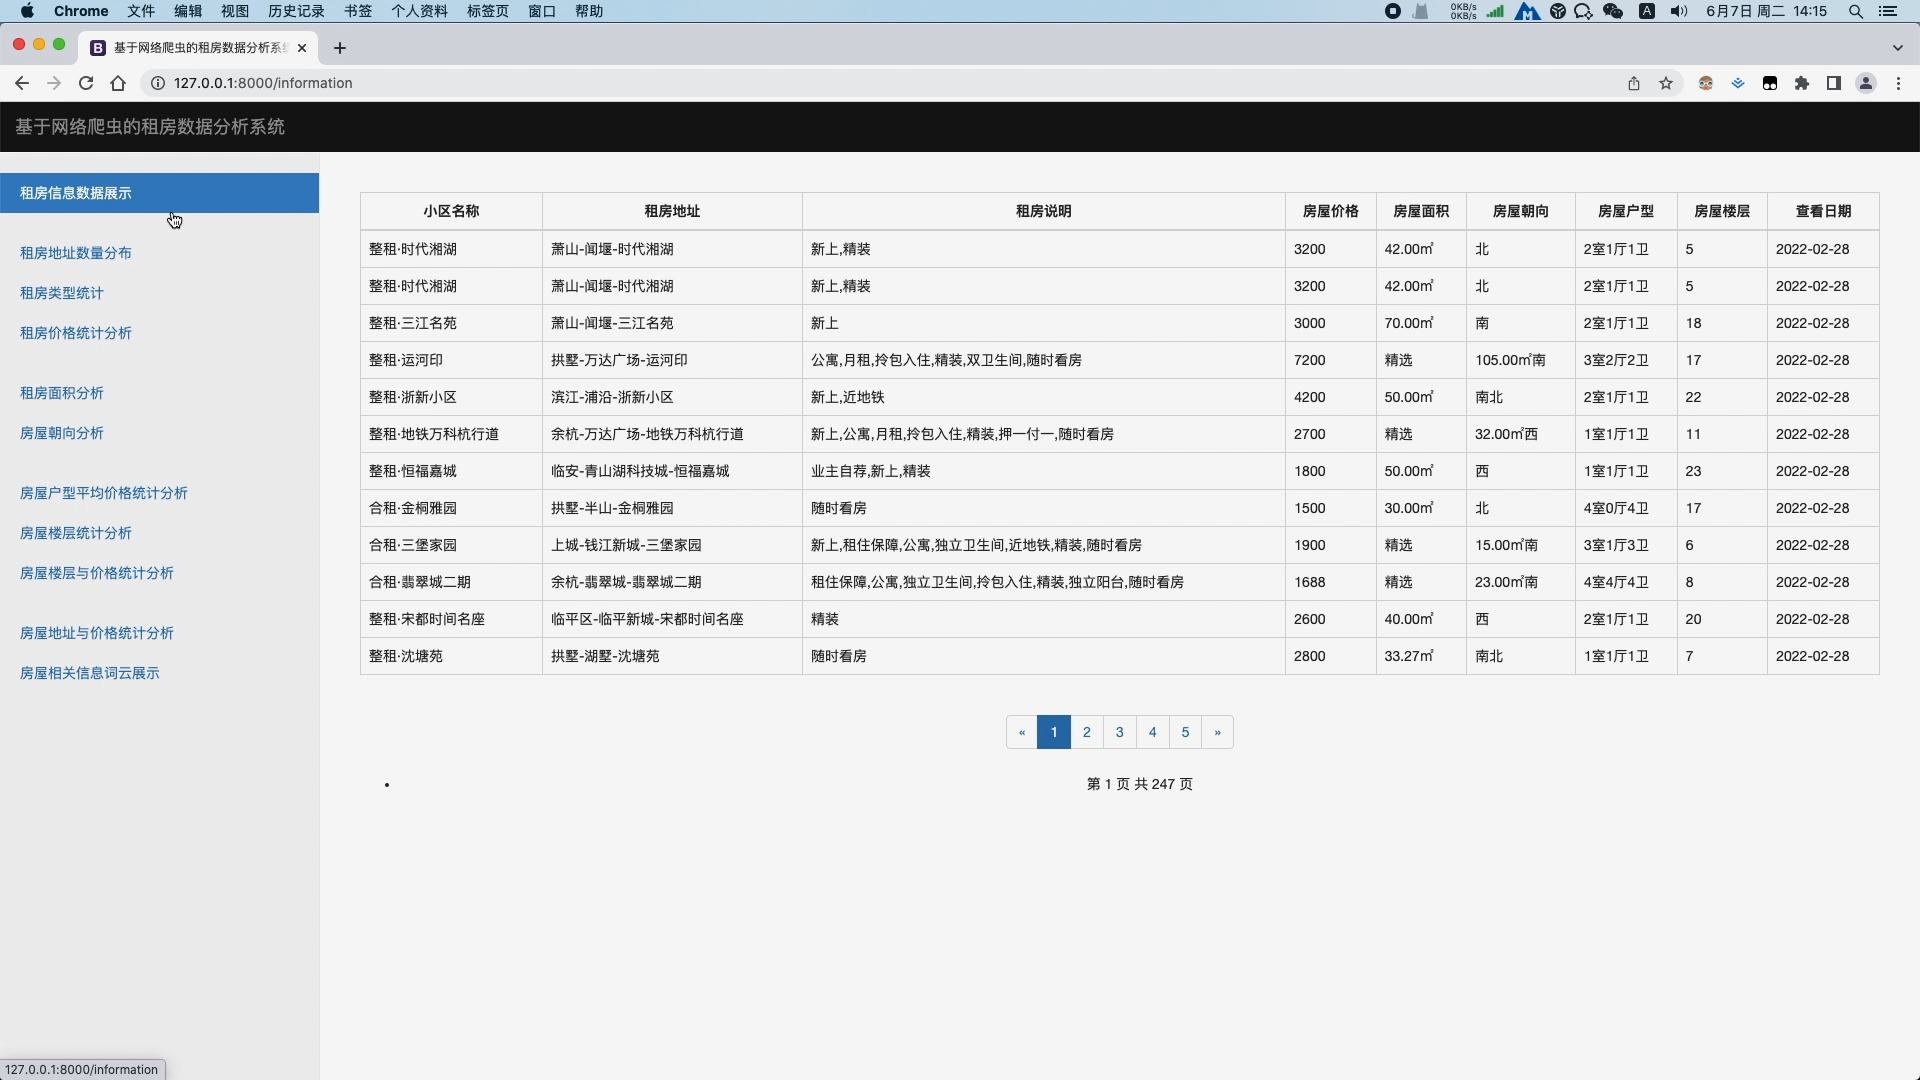 Chrome 文件 编辑 视图 历史记录 书签 个人资料 标签页 窗口 帮助 0KB/s 0KB/s A 6月7日 周二 14:15
B 基于网络爬虫的租房数据分析系
127.0.0.1:8000/information
基于网络爬虫的租房数据分析系统
租房信息数据展示
租房地址数量分布
租房类型统计
租房价格统计分析
租房面积分析
房屋朝向分析
房屋户型平均价格统计分析
房屋楼层统计分析
房屋楼层与价格统计分析
房屋地址与价格统计分析
房屋相关信息词云展示
小区名称 租房地址 租房说明 房屋价格 房屋面积 房屋朝向 房屋户型 房屋楼层 查看日期
整租·时代湘湖 萧山-闻堰-时代湘湖 新上,精装 3200 42.00㎡ 北 2室1厅1卫 5 2022-02-28
整租·时代湘湖 萧山-闻堰-时代湘湖 新上,精装 3200 42.00㎡ 北 2室1厅1卫 5 2022-02-28
整租·三江名苑 萧山-闻堰-三江名苑 新上 3000 70.00㎡ 南 2室1厅1卫 18 2022-02-28
整租·运河印 拱墅-万达广场-运河印 公寓,月租,拎包入住,精装,双卫生间,随时看房 7200 精选 105.00㎡南 3室2厅2卫 17 2022-02-28
整租·浙新小区 滨江-浦沿-浙新小区 新上,近地铁 4200 50.00㎡ 南北 2室1厅1卫 22 2022-02-28
整租·地铁万科杭行道 余杭-万达广场-地铁万科杭行道 新上,公寓,月租,拎包入住,精装,押一付一,随时看房 2700 精选 32.00㎡西 1室1厅1卫 11 2022-02-28
整租·恒福嘉城 临安-青山湖科技城-恒福嘉城 业主自荐,新上,精装 1800 50.00㎡ 西 1室1厅1卫 23 2022-02-28
合租·金桐雅园 拱墅-半山-金桐雅园 随时看房 1500 30.00㎡ 北 4室0厅4卫 17 2022-02-28
合租·三堡家园 上城-钱江新城-三堡家园 新上,租住保障,公寓,独立卫生间,近地铁,精装,随时看房 1900 精选 15.00㎡南 3室1厅3卫 6 2022-02-28
合租·翡翠城二期 余杭-翡翠城-翡翠城二期 租住保障,公寓,独立卫生间,拎包入住,精装,独立阳台,随时看房 1688 精选 23.00㎡南 4室4厅4卫 8 2022-02-28
整租·宋都时间名座 临平区-临平新城-宋都时间名座 精装 2600 40.00㎡ 西 2室1厅1卫 20 2022-02-28
整租·沈塘苑 拱墅-湖墅-沈塘苑 随时看房 2800 33.27㎡ 南北 1室1厅1卫 7 2022-02-28
« 1 2 3 4 5 »
• 第 1 页 共 247 页
127.0.0.1:8000/information